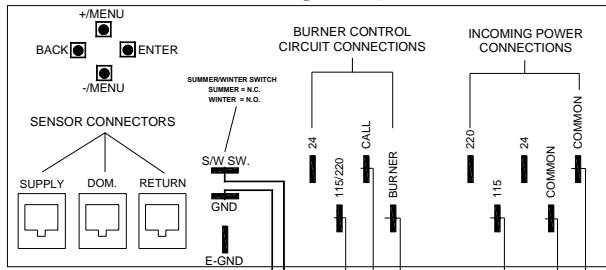 +/MENU
BACK
ENTER
-/MENU
SENSOR CONNECTORS
SUPPLY
DOM.
RETURN
SUMMER/WINTER SWITCH
SUMMER = N.C.
WINTER = N.O.
S/W SW.
GND
E-GND
BURNER CONTROL
CIRCUIT CONNECTIONS
24
115/220
CALL
BURNER
INCOMING POWER
CONNECTIONS
220
115
24
COMMON
COMMON